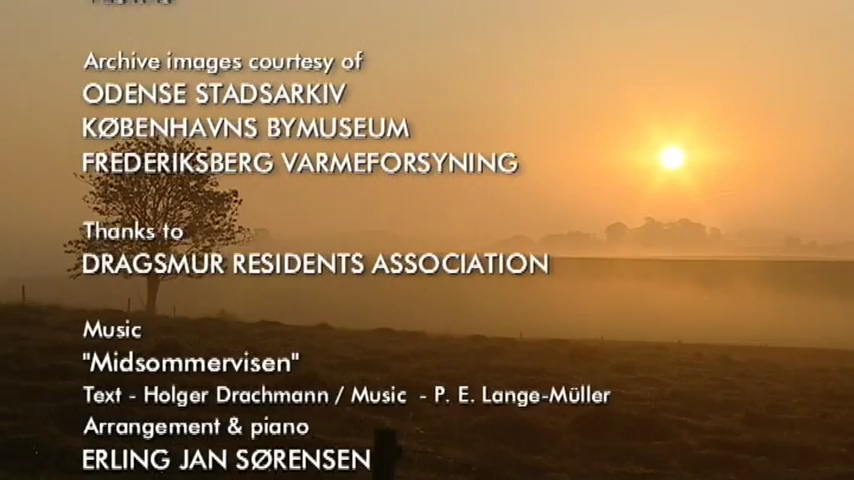 Archive images courtesy of
ODENSE STADSARKIV
KØBENHAVNS BYMUSEUM
FREDERIKSBERG VARMEFORSYNING
Thanks to
DRAGSMUR RESIDENTS ASSOCIATION
Music
"Midsommervisen"
Text - Holger Drachmann / Music - P. E. Lange-Müller
Arrangement & piano
ERLING JAN SØRENSEN